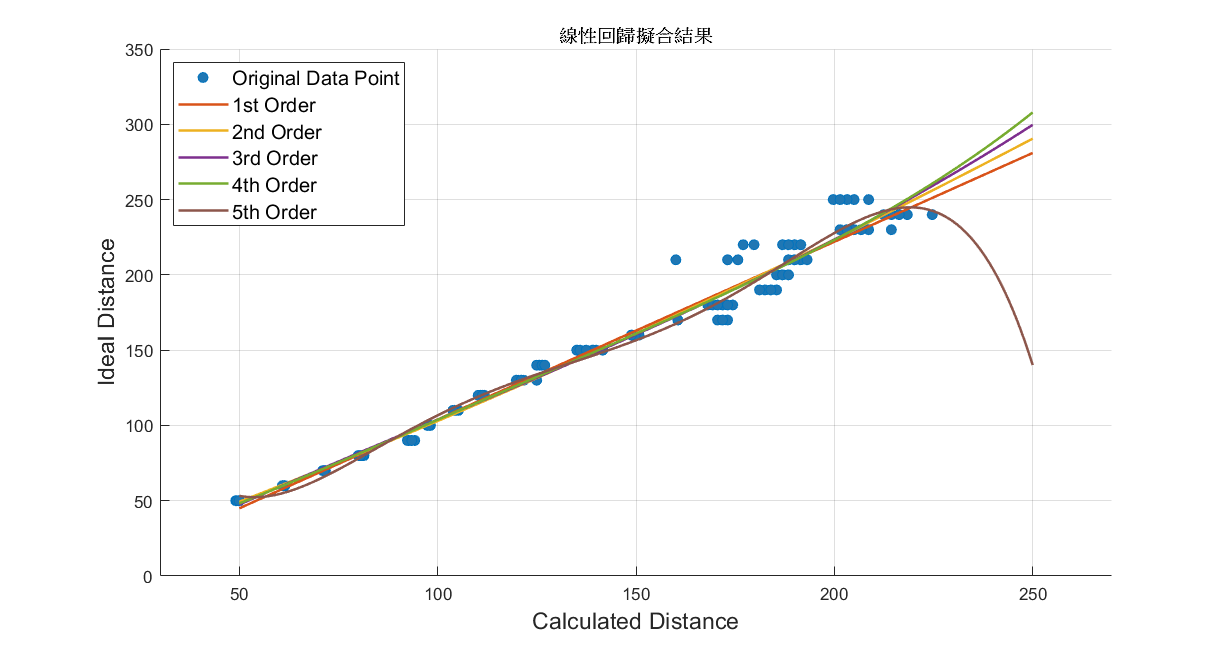 線性回歸擬合結果
350
300
250
200
150
100
50
0
Original Data Point
1st Order
2nd Order
3rd Order
4th Order
5th Order
Ideal Distance
50
100
150
200
250
Calculated Distance